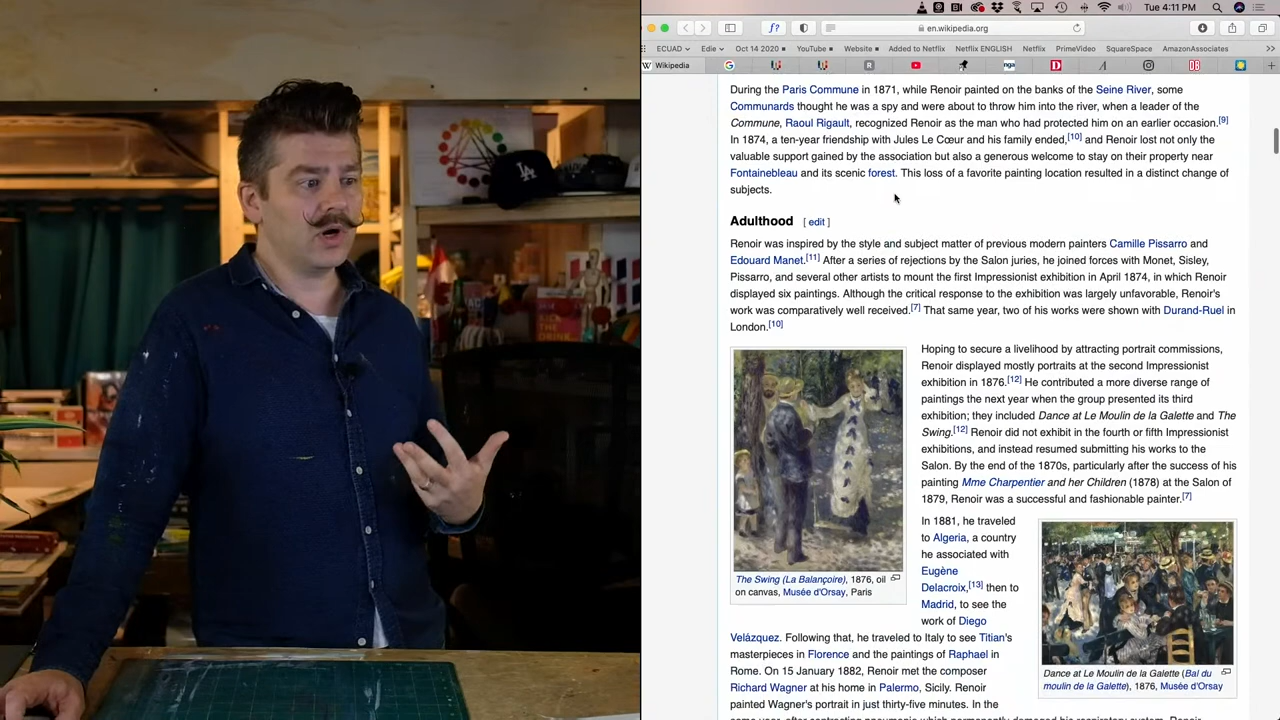 Tue 4:11 PM
en.wikipedia.org
ECUAD
Edie
Oct 14 2020
YouTube
Website
Added to Netflix
Netflix ENGLISH
Netflix
PrimeVideo
SquareSpace
AmazonAssociates
W Wikipedia
During the Paris Commune in 1871, while Renoir painted on the banks of the Seine River, some
Communards thought he was a spy and were about to throw him into the river, when a leader of the
Commune, Raoul Rigault, recognized Renoir as the man who had protected him on an earlier occasion.[9]
In 1874, a ten-year friendship with Jules Le Cœur and his family ended,[10] and Renoir lost not only the
valuable support gained by the association but also a generous welcome to stay on their property near
Fontainebleau and its scenic forest. This loss of a favorite painting location resulted in a distinct change of
subjects.
Adulthood [ edit ]
Renoir was inspired by the style and subject matter of previous modern painters Camille Pissarro and
Edouard Manet.[11] After a series of rejections by the Salon juries, he joined forces with Monet, Sisley,
Pissarro, and several other artists to mount the first Impressionist exhibition in April 1874, in which Renoir
displayed six paintings. Although the critical response to the exhibition was largely unfavorable, Renoir's
work was comparatively well received.[7] That same year, two of his works were shown with Durand-Ruel in
London.[10]
Hoping to secure a livelihood by attracting portrait commissions,
Renoir displayed mostly portraits at the second Impressionist
exhibition in 1876.[12] He contributed a more diverse range of
paintings the next year when the group presented its third
exhibition; they included Dance at Le Moulin de la Galette and The
Swing.[12] Renoir did not exhibit in the fourth or fifth Impressionist
exhibitions, and instead resumed submitting his works to the
Salon. By the end of the 1870s, particularly after the success of his
painting Mme Charpentier and her Children (1878) at the Salon of
1879, Renoir was a successful and fashionable painter.[7]
The Swing (La Balançoire), 1876, oil
on canvas, Musée d'Orsay, Paris
In 1881, he traveled
to Algeria, a country
he associated with
Eugène
Delacroix,[13] then to
Madrid, to see the
work of Diego
Velázquez. Following that, he traveled to Italy to see Titian's
masterpieces in Florence and the paintings of Raphael in
Rome. On 15 January 1882, Renoir met the composer
Richard Wagner at his home in Palermo, Sicily. Renoir
painted Wagner's portrait in just thirty-five minutes. In the
Dance at Le Moulin de la Galette (Bal du
moulin de la Galette), 1876, Musée d'Orsay
LA